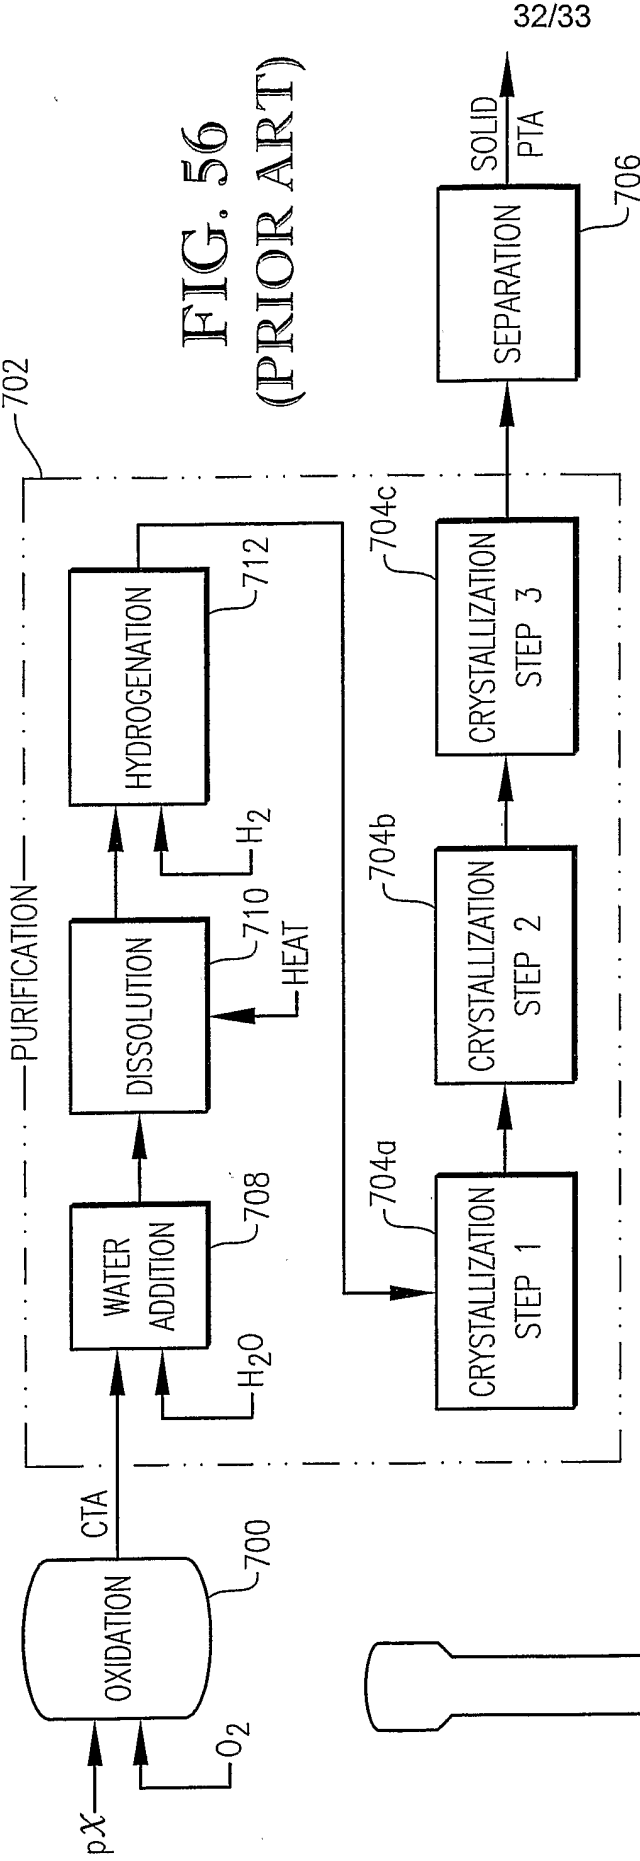 32/33
FIG. 56
(PRIOR ART)
PURIFICATION
702
pX
O2
OXIDATION
700
CTA
H2O
WATER
ADDITION
708
DISSOLUTION
710
HEAT
H2
HYDROGENATION
712
CRYSTALLIZATION
STEP 1
704a
CRYSTALLIZATION
STEP 2
704b
CRYSTALLIZATION
STEP 3
704c
SEPARATION
706
SOLID
PTA